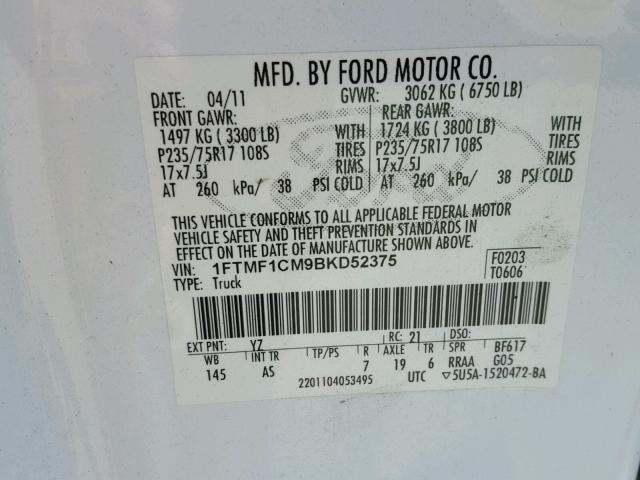 MFD. BY FORD MOTOR CO.
DATE: 04/11 GVWR: 3062 KG ( 6750 LB)
FRONT GAWR: REAR GAWR:
1497 KG ( 3300 LB) WITH 1724 KG ( 3800 LB) WITH
P235/75R17 108S TIRES P235/75R17 108S TIRES
17x7.5J RIMS 17x7.5J RIMS
AT 260 kPa/ 38 PSI COLD AT 260 kPa/ 38 PSI COLD
THIS VEHICLE CONFORMS TO ALL APPLICABLE FEDERAL MOTOR
VEHICLE SAFETY AND THEFT PREVENTION STANDARDS IN
EFFECT ON THE DATE OF MANUFACTURE SHOWN ABOVE.
VIN: 1FTMF1CM9BKD52375 F0203
TYPE: Truck T0606
EXT PNT: YZ RC: 21 DSO:
WB INT TR TP/PS R AXLE TR SPR BF617
145 AS 7 19 6 RRAA G05
2201104053495 UTC ▽5U5A-1520472-BA
Ford